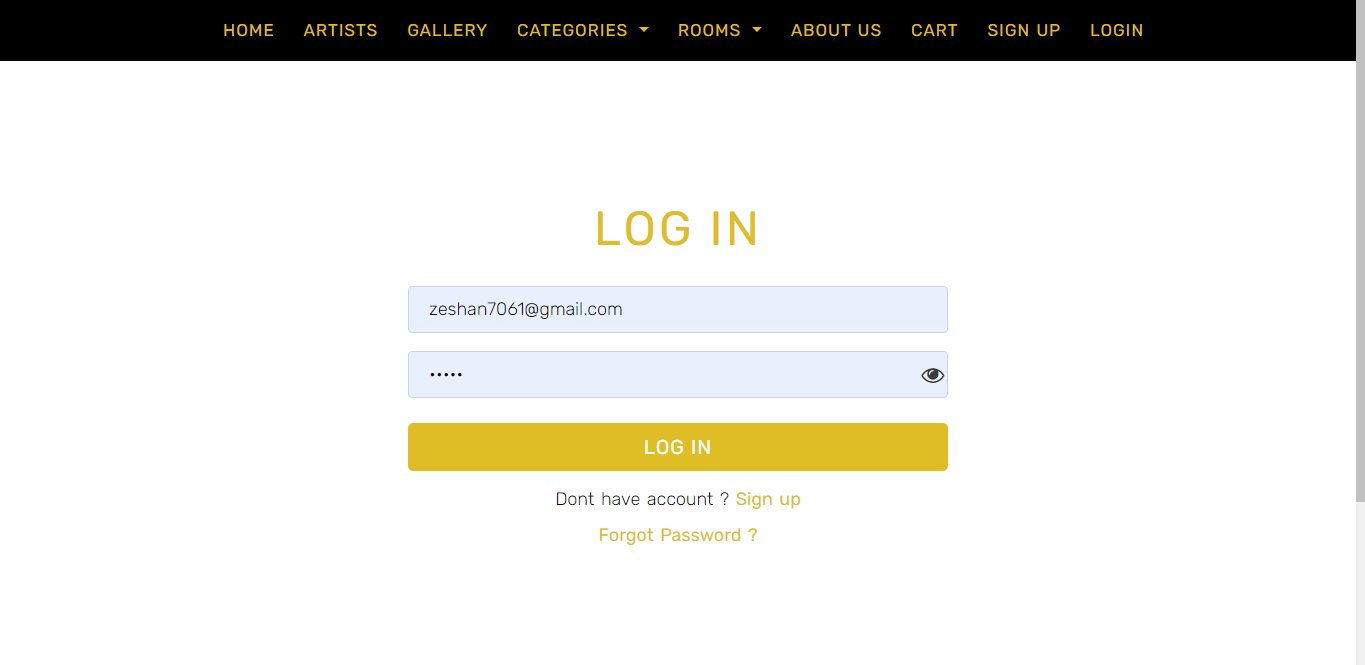 HOME ARTISTS GALLERY CATEGORIES ROOMS ABOUT US CART SIGN UP LOGIN
LOG IN
zeshan7061@gmail.com
•••••
LOG IN
Dont have account ? Sign up
Forgot Password ?